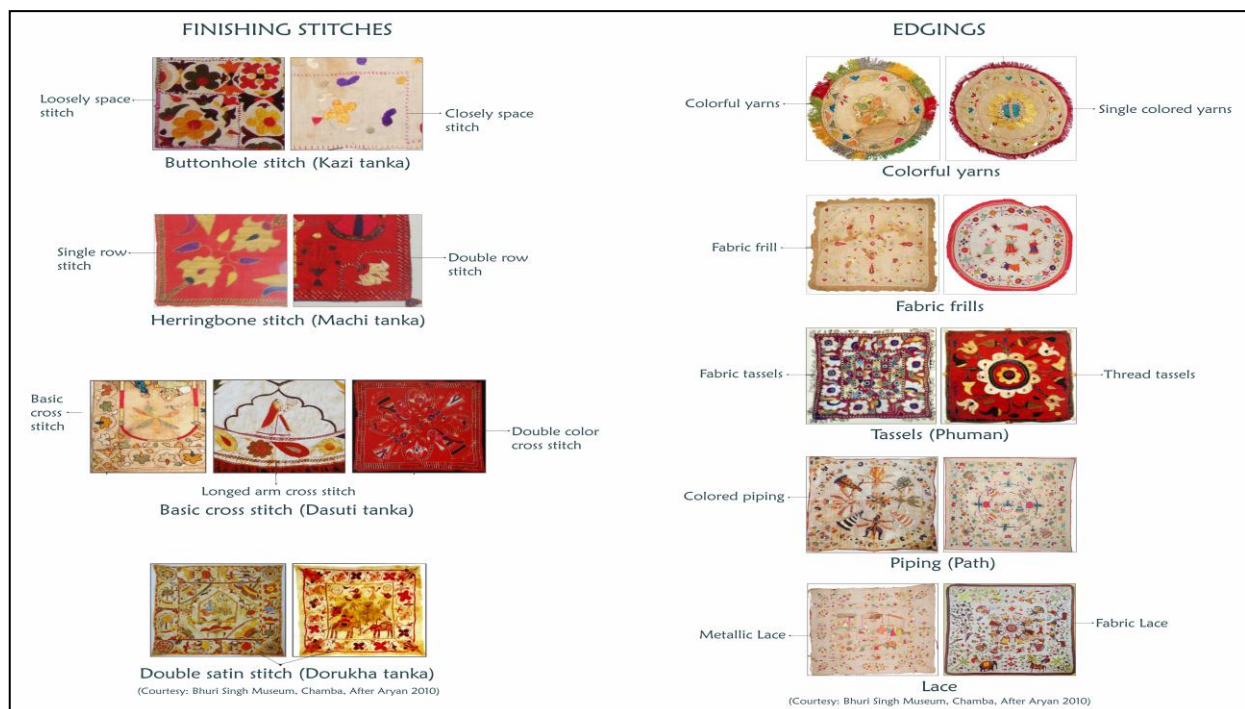 FINISHING STITCHES
Loosely space
stitch
Closely space
stitch
Buttonhole stitch (Kazi tanka)
Single row
stitch
Double row
stitch
Herringbone stitch (Machi tanka)
Basic
cross
stitch
Double color
cross stitch
Longed arm cross stitch
Basic cross stitch (Dasuti tanka)
Double satin stitch (Dorukha tanka)
(Courtesy: Bhuri Singh Museum, Chamba, After Aryan 2010)
EDGINGS
Colorful yarns
Single colored yarns
Colorful yarns
Fabric frill
Fabric frills
Fabric tassels
Thread tassels
Tassels (Phuman)
Colored piping
Piping (Path)
Metallic Lace
Fabric Lace
Lace
(Courtesy: Bhuri Singh Museum, Chamba, After Aryan 2010)